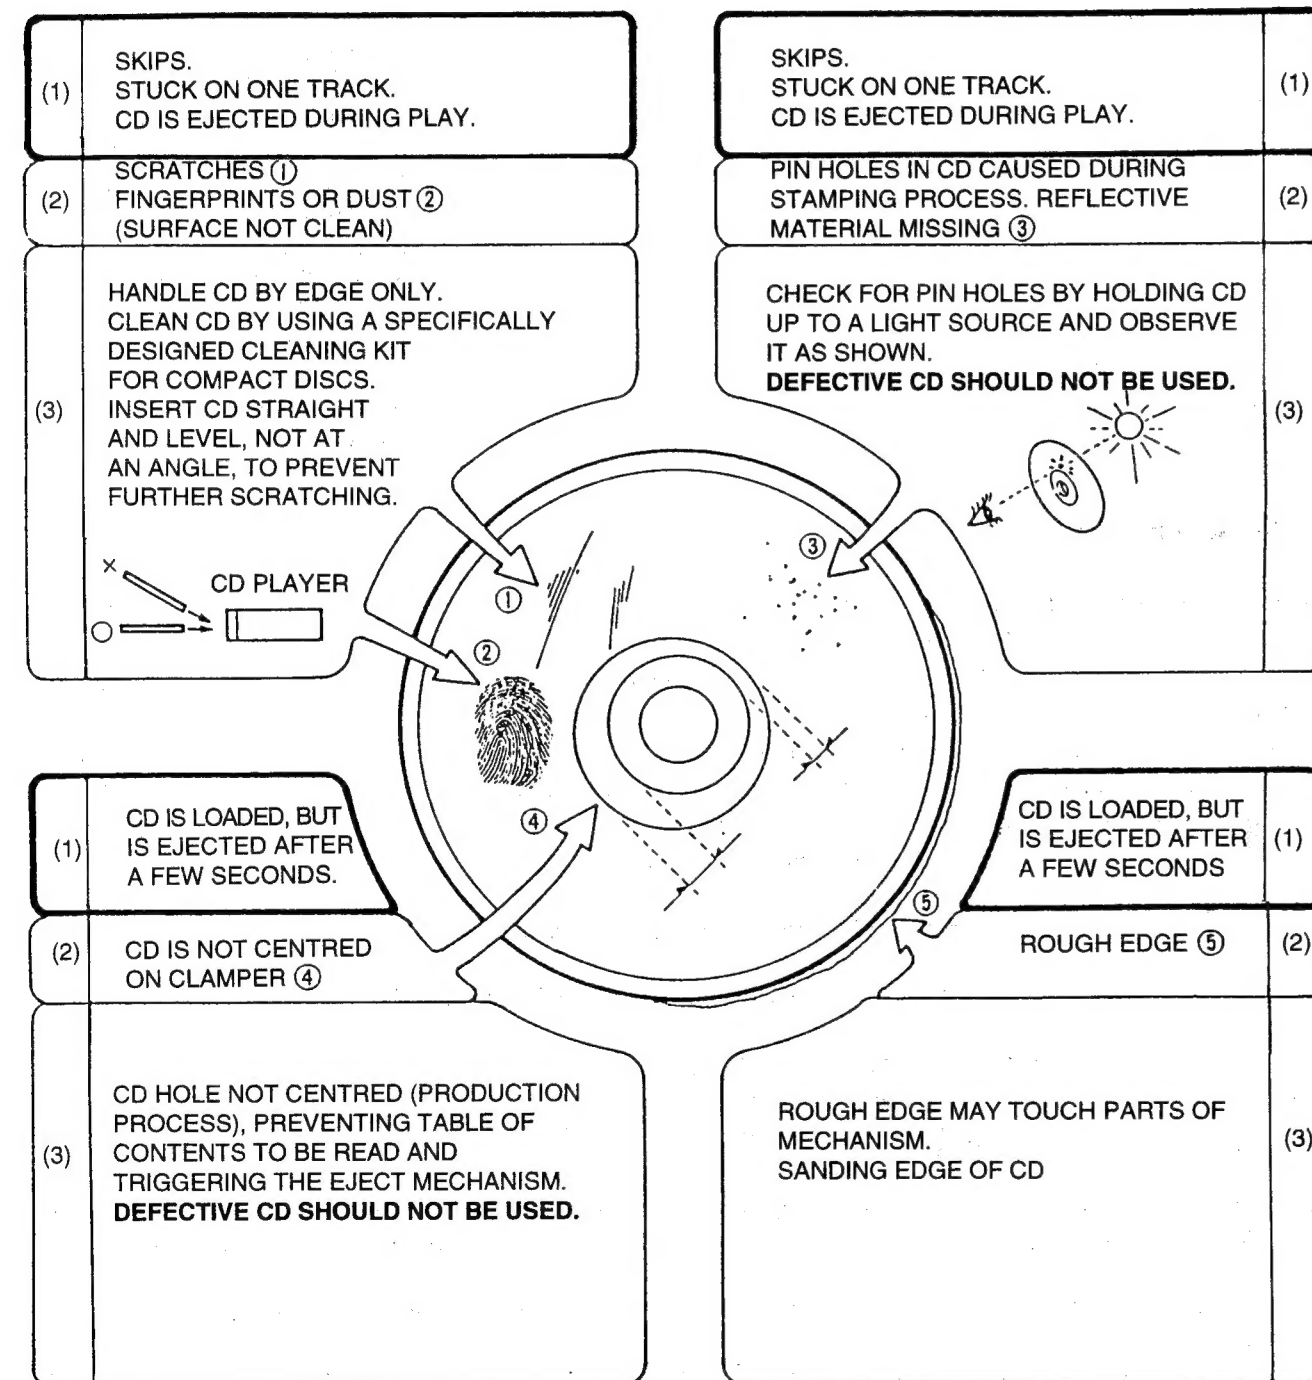 (1)
SKIPS.
STUCK ON ONE TRACK.
CD IS EJECTED DURING PLAY.
(2)
SCRATCHES ①
FINGERPRINTS OR DUST ②
(SURFACE NOT CLEAN)
(3)
HANDLE CD BY EDGE ONLY.
CLEAN CD BY USING A SPECIFICALLY
DESIGNED CLEANING KIT
FOR COMPACT DISCS.
INSERT CD STRAIGHT
AND LEVEL, NOT AT
AN ANGLE, TO PREVENT
FURTHER SCRATCHING.
CD PLAYER
SKIPS.
STUCK ON ONE TRACK.
CD IS EJECTED DURING PLAY.
(1)
PIN HOLES IN CD CAUSED DURING
STAMPING PROCESS. REFLECTIVE
MATERIAL MISSING ③
(2)
CHECK FOR PIN HOLES BY HOLDING CD
UP TO A LIGHT SOURCE AND OBSERVE
IT AS SHOWN.
DEFECTIVE CD SHOULD NOT BE USED.
(3)
①
②
③
④
⑤
(1)
CD IS LOADED, BUT
IS EJECTED AFTER
A FEW SECONDS.
(2)
CD IS NOT CENTRED
ON CLAMPER ④
(3)
CD HOLE NOT CENTRED (PRODUCTION
PROCESS), PREVENTING TABLE OF
CONTENTS TO BE READ AND
TRIGGERING THE EJECT MECHANISM.
DEFECTIVE CD SHOULD NOT BE USED.
CD IS LOADED, BUT
IS EJECTED AFTER
A FEW SECONDS
(1)
ROUGH EDGE ⑤
(2)
ROUGH EDGE MAY TOUCH PARTS OF
MECHANISM.
SANDING EDGE OF CD
(3)